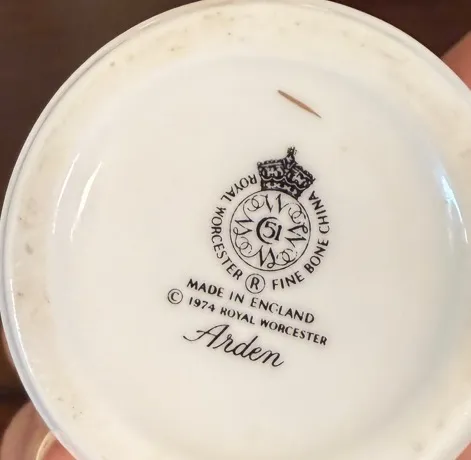 ROYAL WORCESTER ® FINE BONE CHINA
51
MADE IN ENGLAND
© 1974 ROYAL WORCESTER
Arden